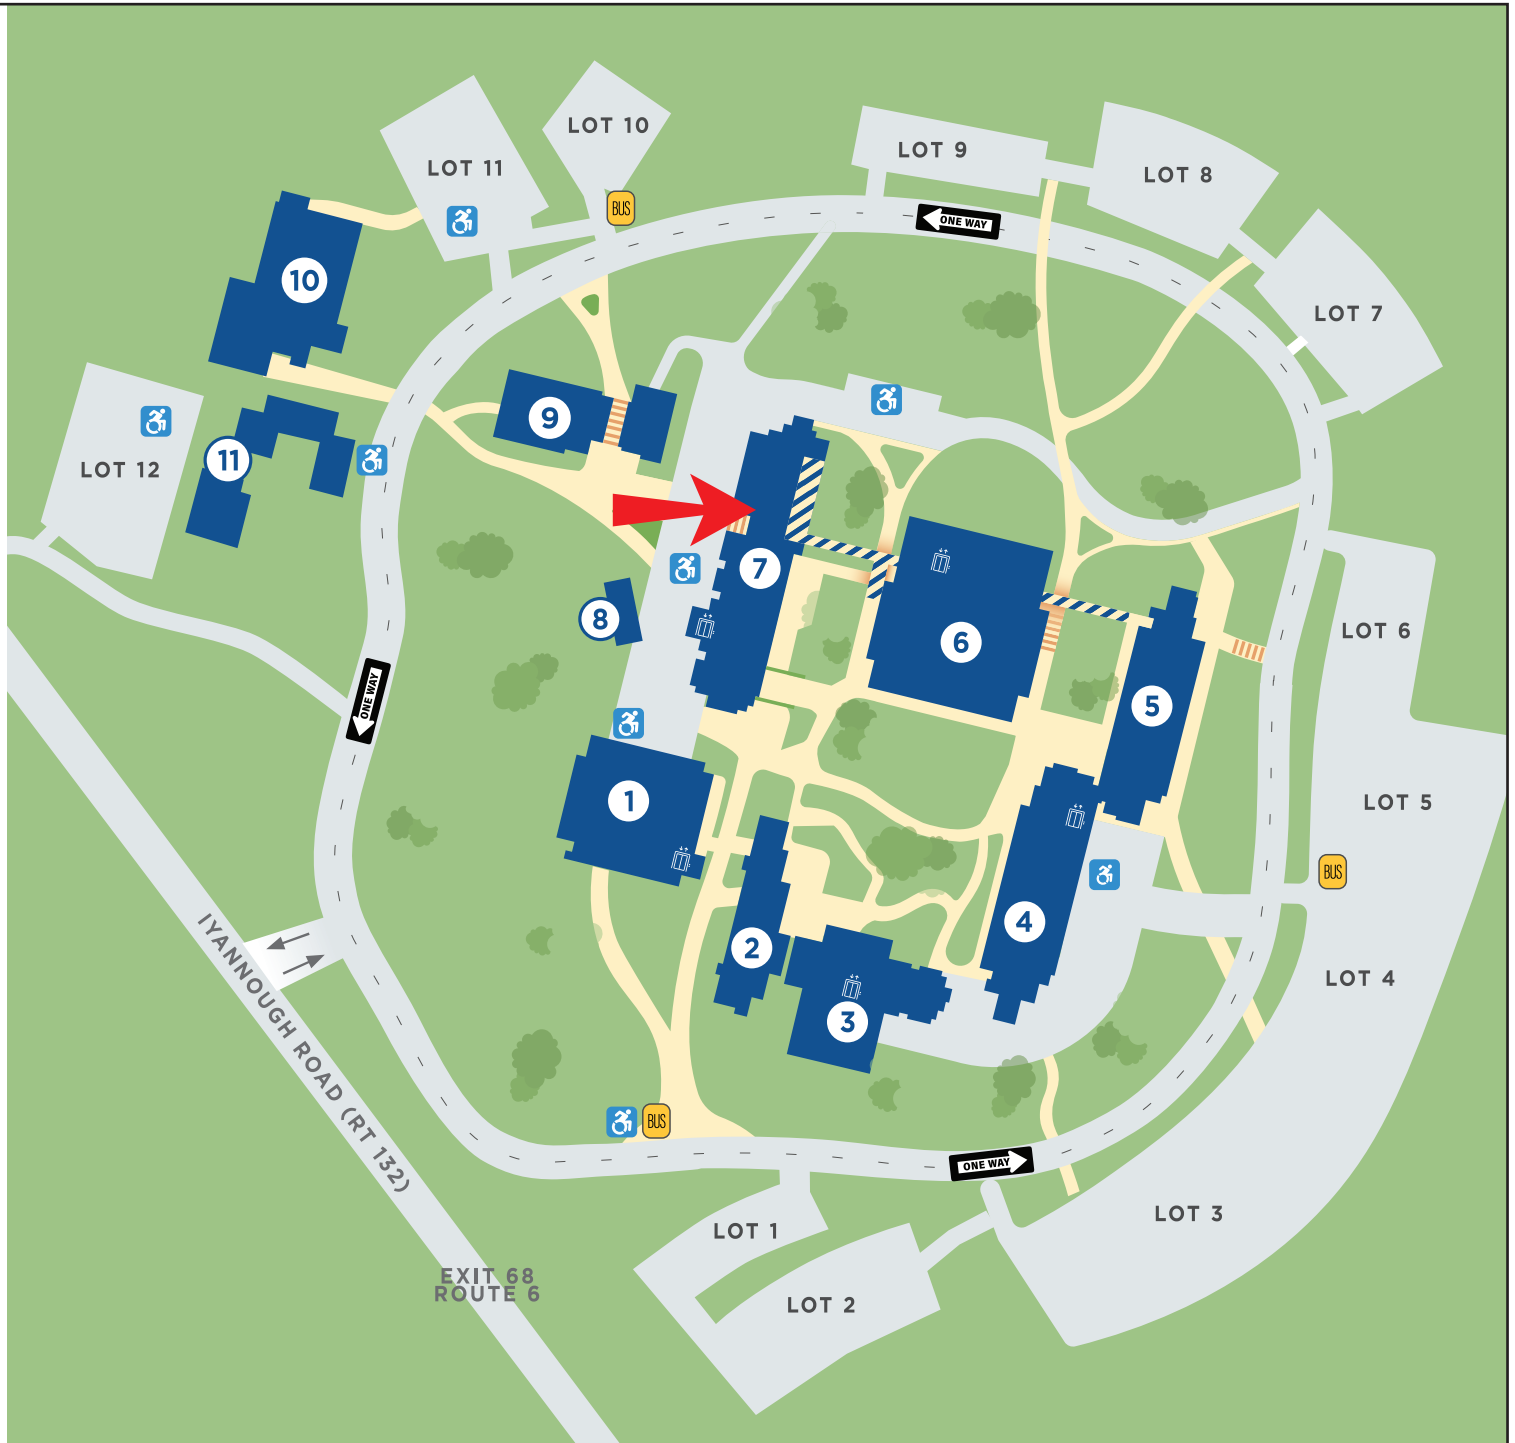 LOT 10
LOT 9
LOT 11
LOT 8
BUS
ONE WAY
10
LOT 7
9
11
LOT 12
7
8
6
LOT 6
5
ONE WAY
1
LOT 5
BUS
4
2
LOT 4
3
IYANNOUGH ROAD (RT 132)
BUS
ONE WAY
LOT 3
LOT 1
EXIT 68
ROUTE 6
LOT 2